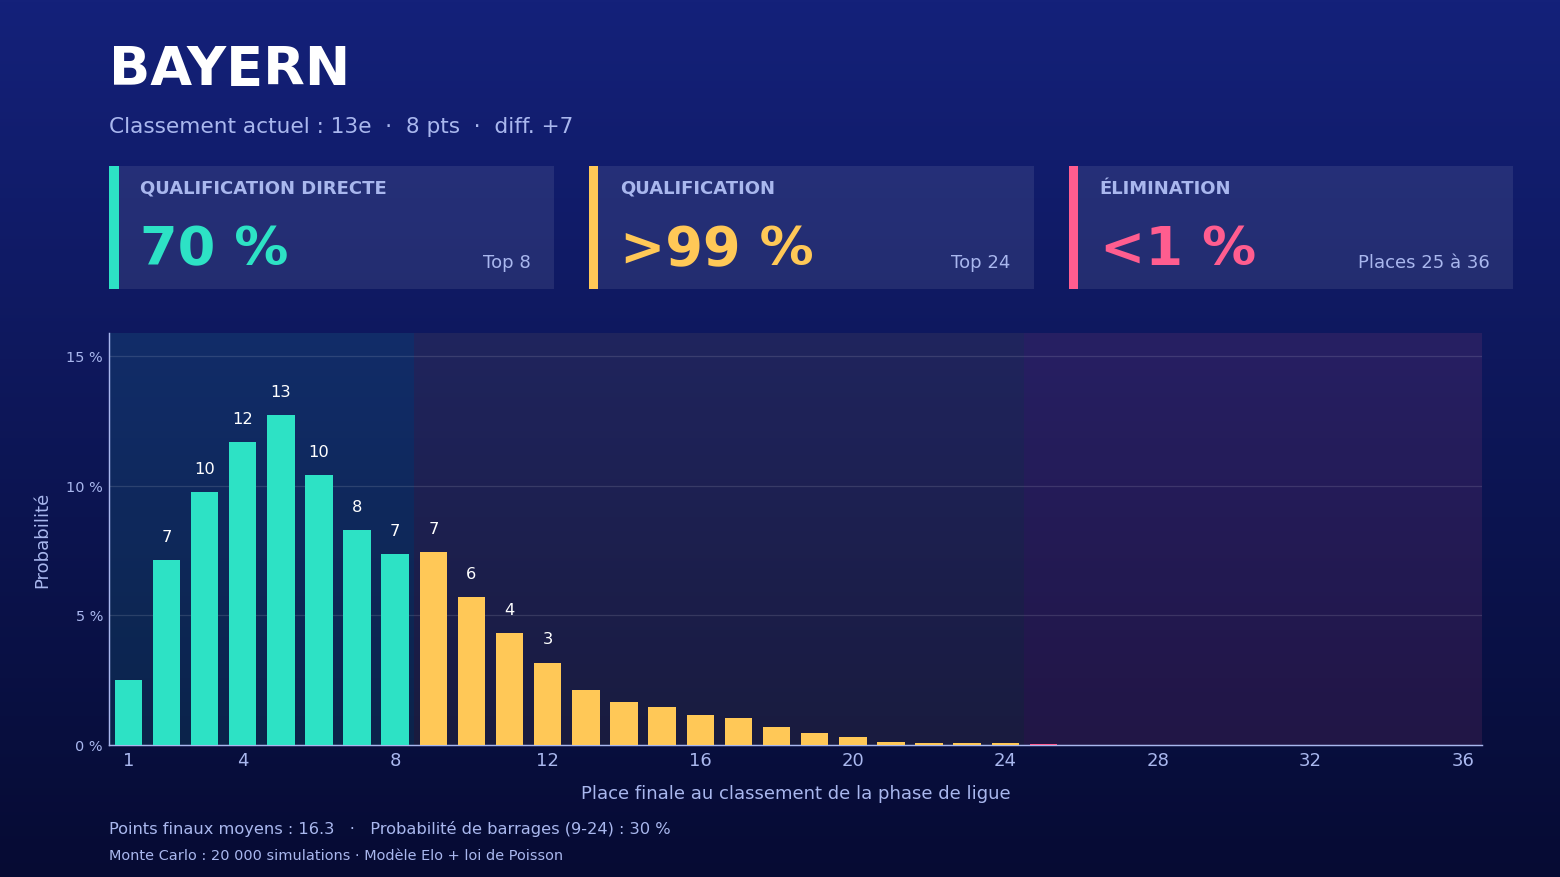 BAYERN
Classement actuel : 13e · 8 pts · diff. +7
QUALIFICATION DIRECTE
70 %
Top 8
QUALIFICATION
>99 %
Top 24
ÉLIMINATION
<1 %
Places 25 à 36
Probabilité
15 %
10 %
5 %
0 %
7
10
12
13
10
8
7
7
6
4
3
1 4 8 12 16 20 24 28 32 36
Place finale au classement de la phase de ligue
Points finaux moyens : 16.3 · Probabilité de barrages (9-24) : 30 %
Monte Carlo : 20 000 simulations · Modèle Elo + loi de Poisson